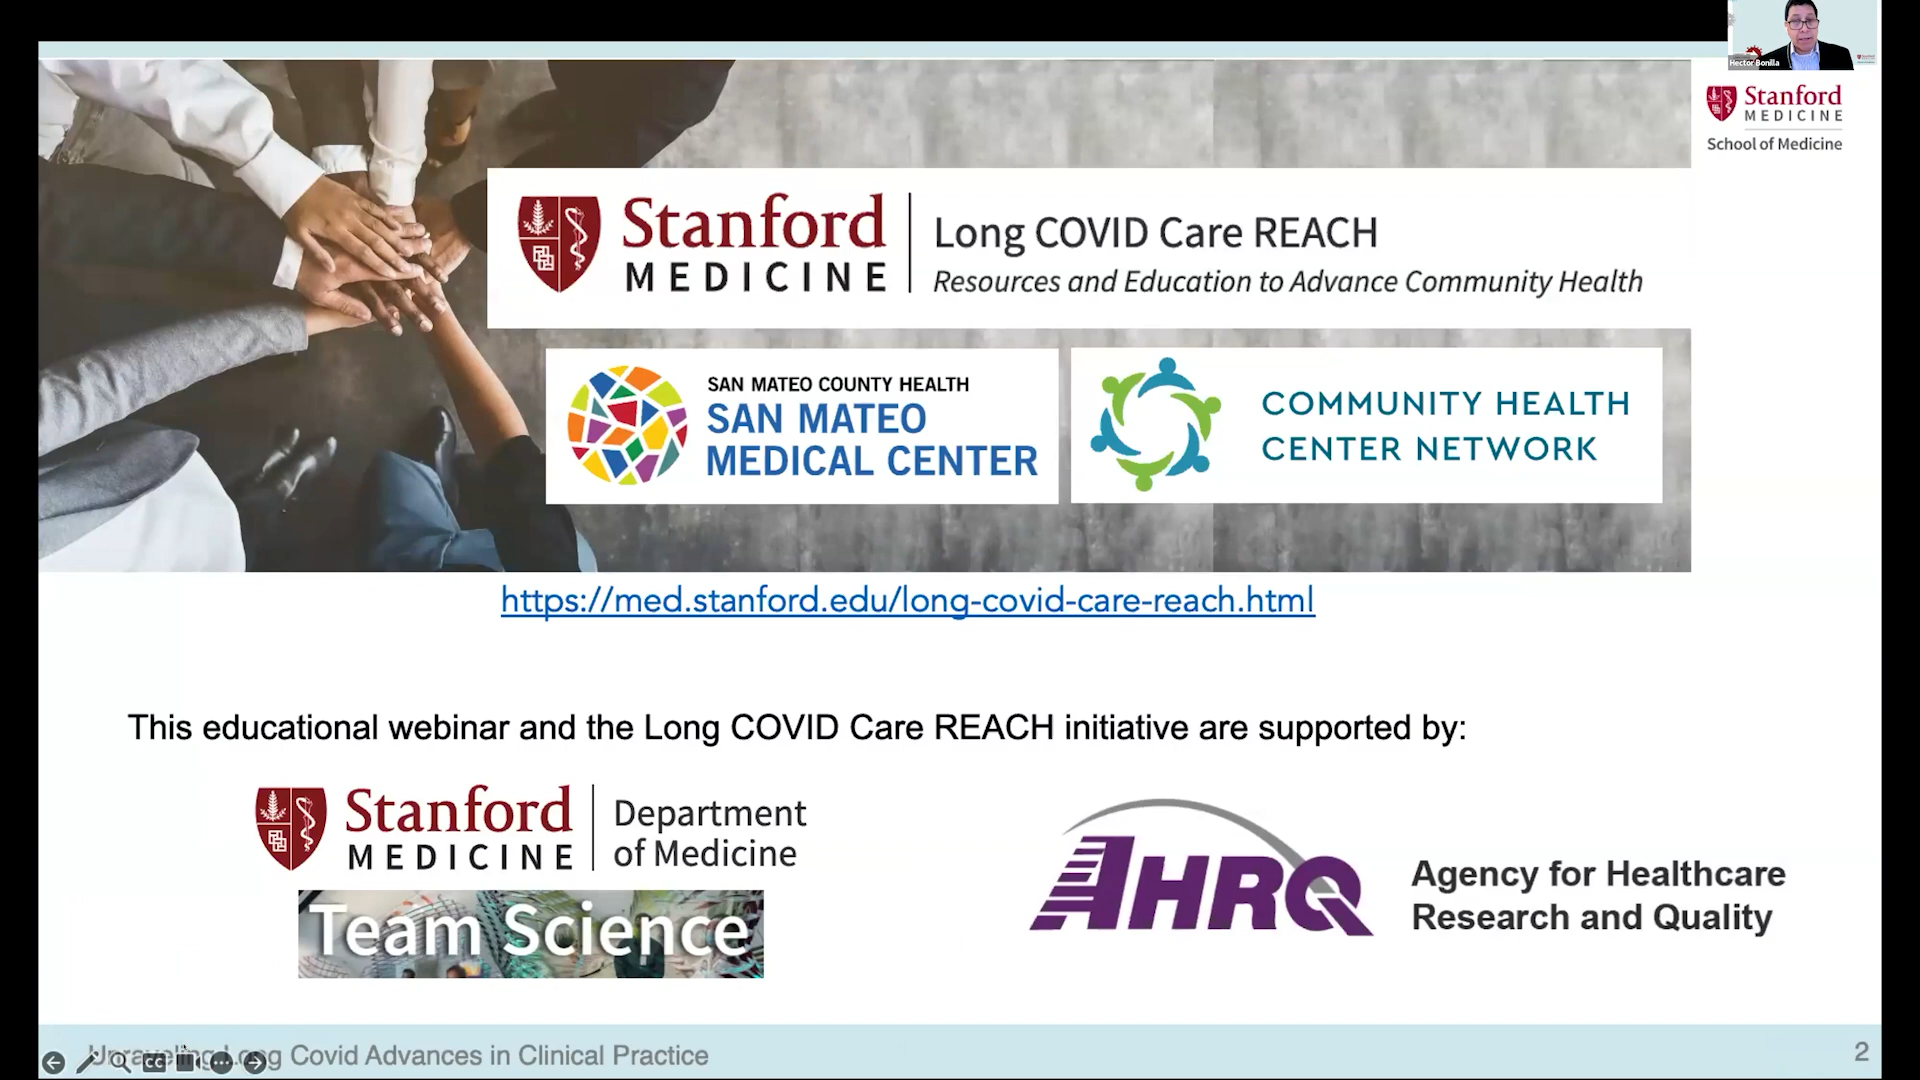 Hector Bonilla
Stanford
MEDICINE
School of Medicine
Stanford
MEDICINE
Long COVID Care REACH
Resources and Education to Advance Community Health
SAN MATEO COUNTY HEALTH
SAN MATEO
MEDICAL CENTER
COMMUNITY HEALTH
CENTER NETWORK
https://med.stanford.edu/long-covid-care-reach.html
This educational webinar and the Long COVID Care REACH initiative are supported by:
Stanford
MEDICINE
Department
of Medicine
Team Science
AHRQ
Agency for Healthcare
Research and Quality
Unraveling Long Covid Advances in Clinical Practice
CC
2